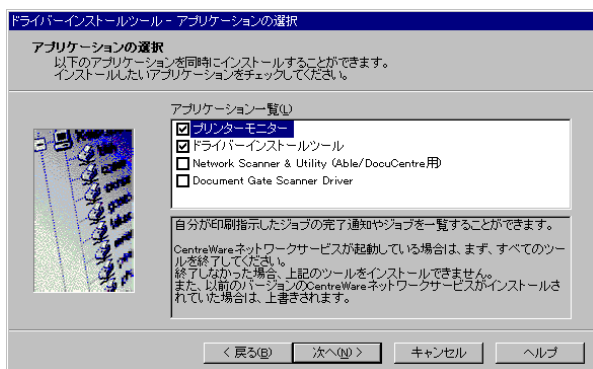 ドライバーインストールツール - アプリケーションの選択
アプリケーションの選択
以下のアプリケーションを同時にインストールすることができます。
インストールしたいアプリケーションをチェックしてください。
アプリケーション一覧(L)
プリンターモニター
ドライバーインストールツール
Network Scanner & Utility (Able/DocuCentre用)
Document Gate Scanner Driver
自分が印刷指示したジョブの完了通知やジョブを一覧することができます。
CentreWareネットワークサービスが起動している場合は、まず、すべてのツー
ルを終了してください。
終了しなかった場合、上記のツールをインストールできません。
また、以前のバージョンのCentreWareネットワークサービスがインストールさ
れていた場合は、上書きされます。
< 戻る(B)
次へ(N) >
キャンセル
ヘルプ